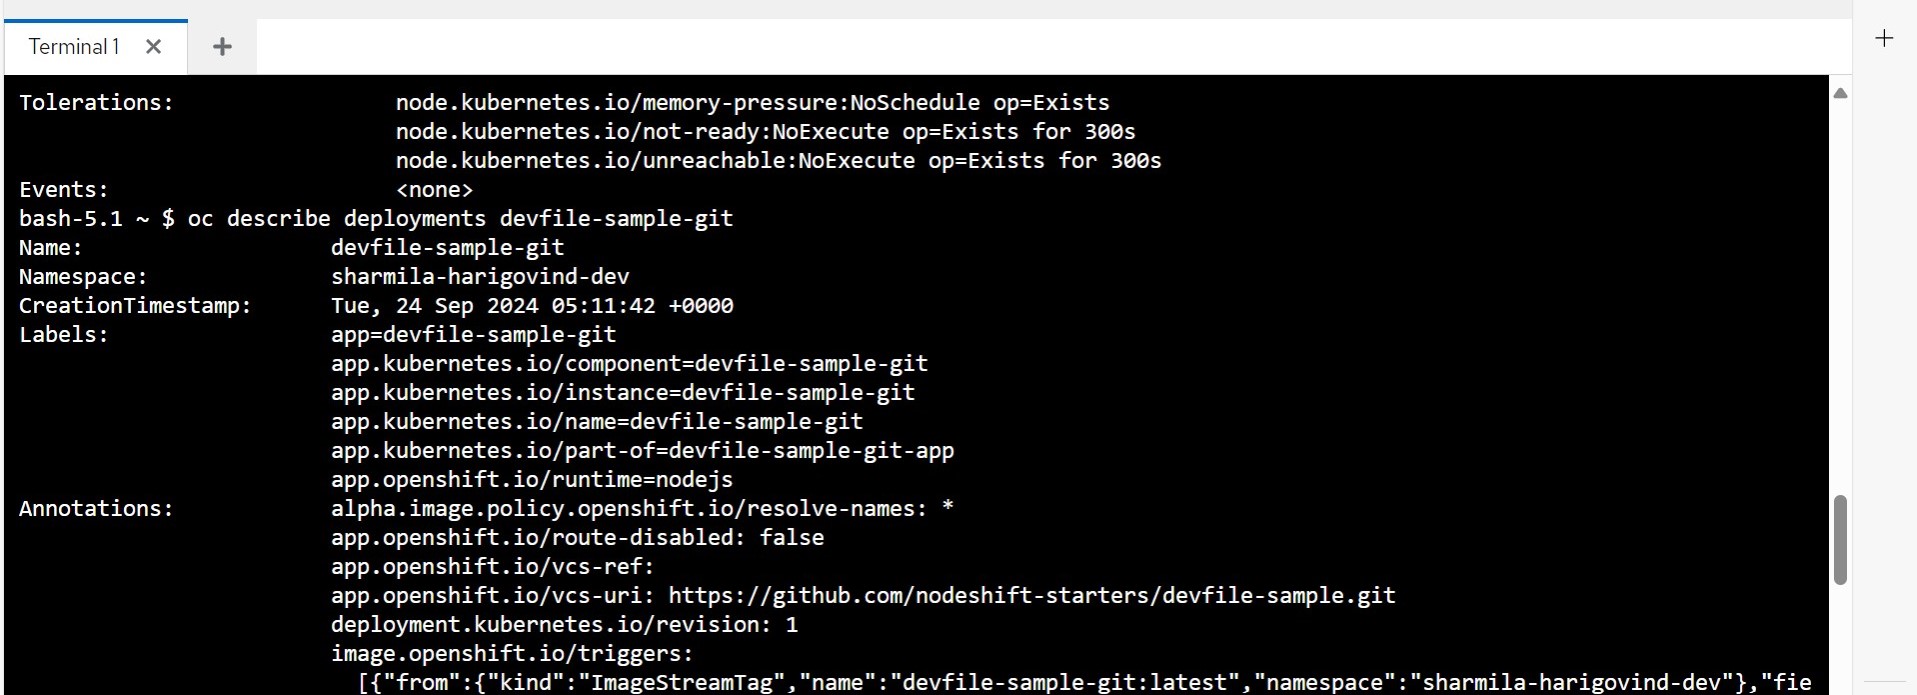 Terminal 1
Tolerations: node.kubernetes.io/memory-pressure:NoSchedule op=Exists
node.kubernetes.io/not-ready:NoExecute op=Exists for 300s
node.kubernetes.io/unreachable:NoExecute op=Exists for 300s
Events: <none>
bash-5.1 ~ $ oc describe deployments devfile-sample-git
Name: devfile-sample-git
Namespace: sharmila-harigovind-dev
CreationTimestamp: Tue, 24 Sep 2024 05:11:42 +0000
Labels: app=devfile-sample-git
app.kubernetes.io/component=devfile-sample-git
app.kubernetes.io/instance=devfile-sample-git
app.kubernetes.io/name=devfile-sample-git
app.kubernetes.io/part-of=devfile-sample-git-app
app.openshift.io/runtime=nodejs
Annotations: alpha.image.policy.openshift.io/resolve-names: *
app.openshift.io/route-disabled: false
app.openshift.io/vcs-ref:
app.openshift.io/vcs-uri: https://github.com/nodeshift-starters/devfile-sample.git
deployment.kubernetes.io/revision: 1
image.openshift.io/triggers:
[{"from":{"kind":"ImageStreamTag","name":"devfile-sample-git:latest","namespace":"sharmila-harigovind-dev"},"fie